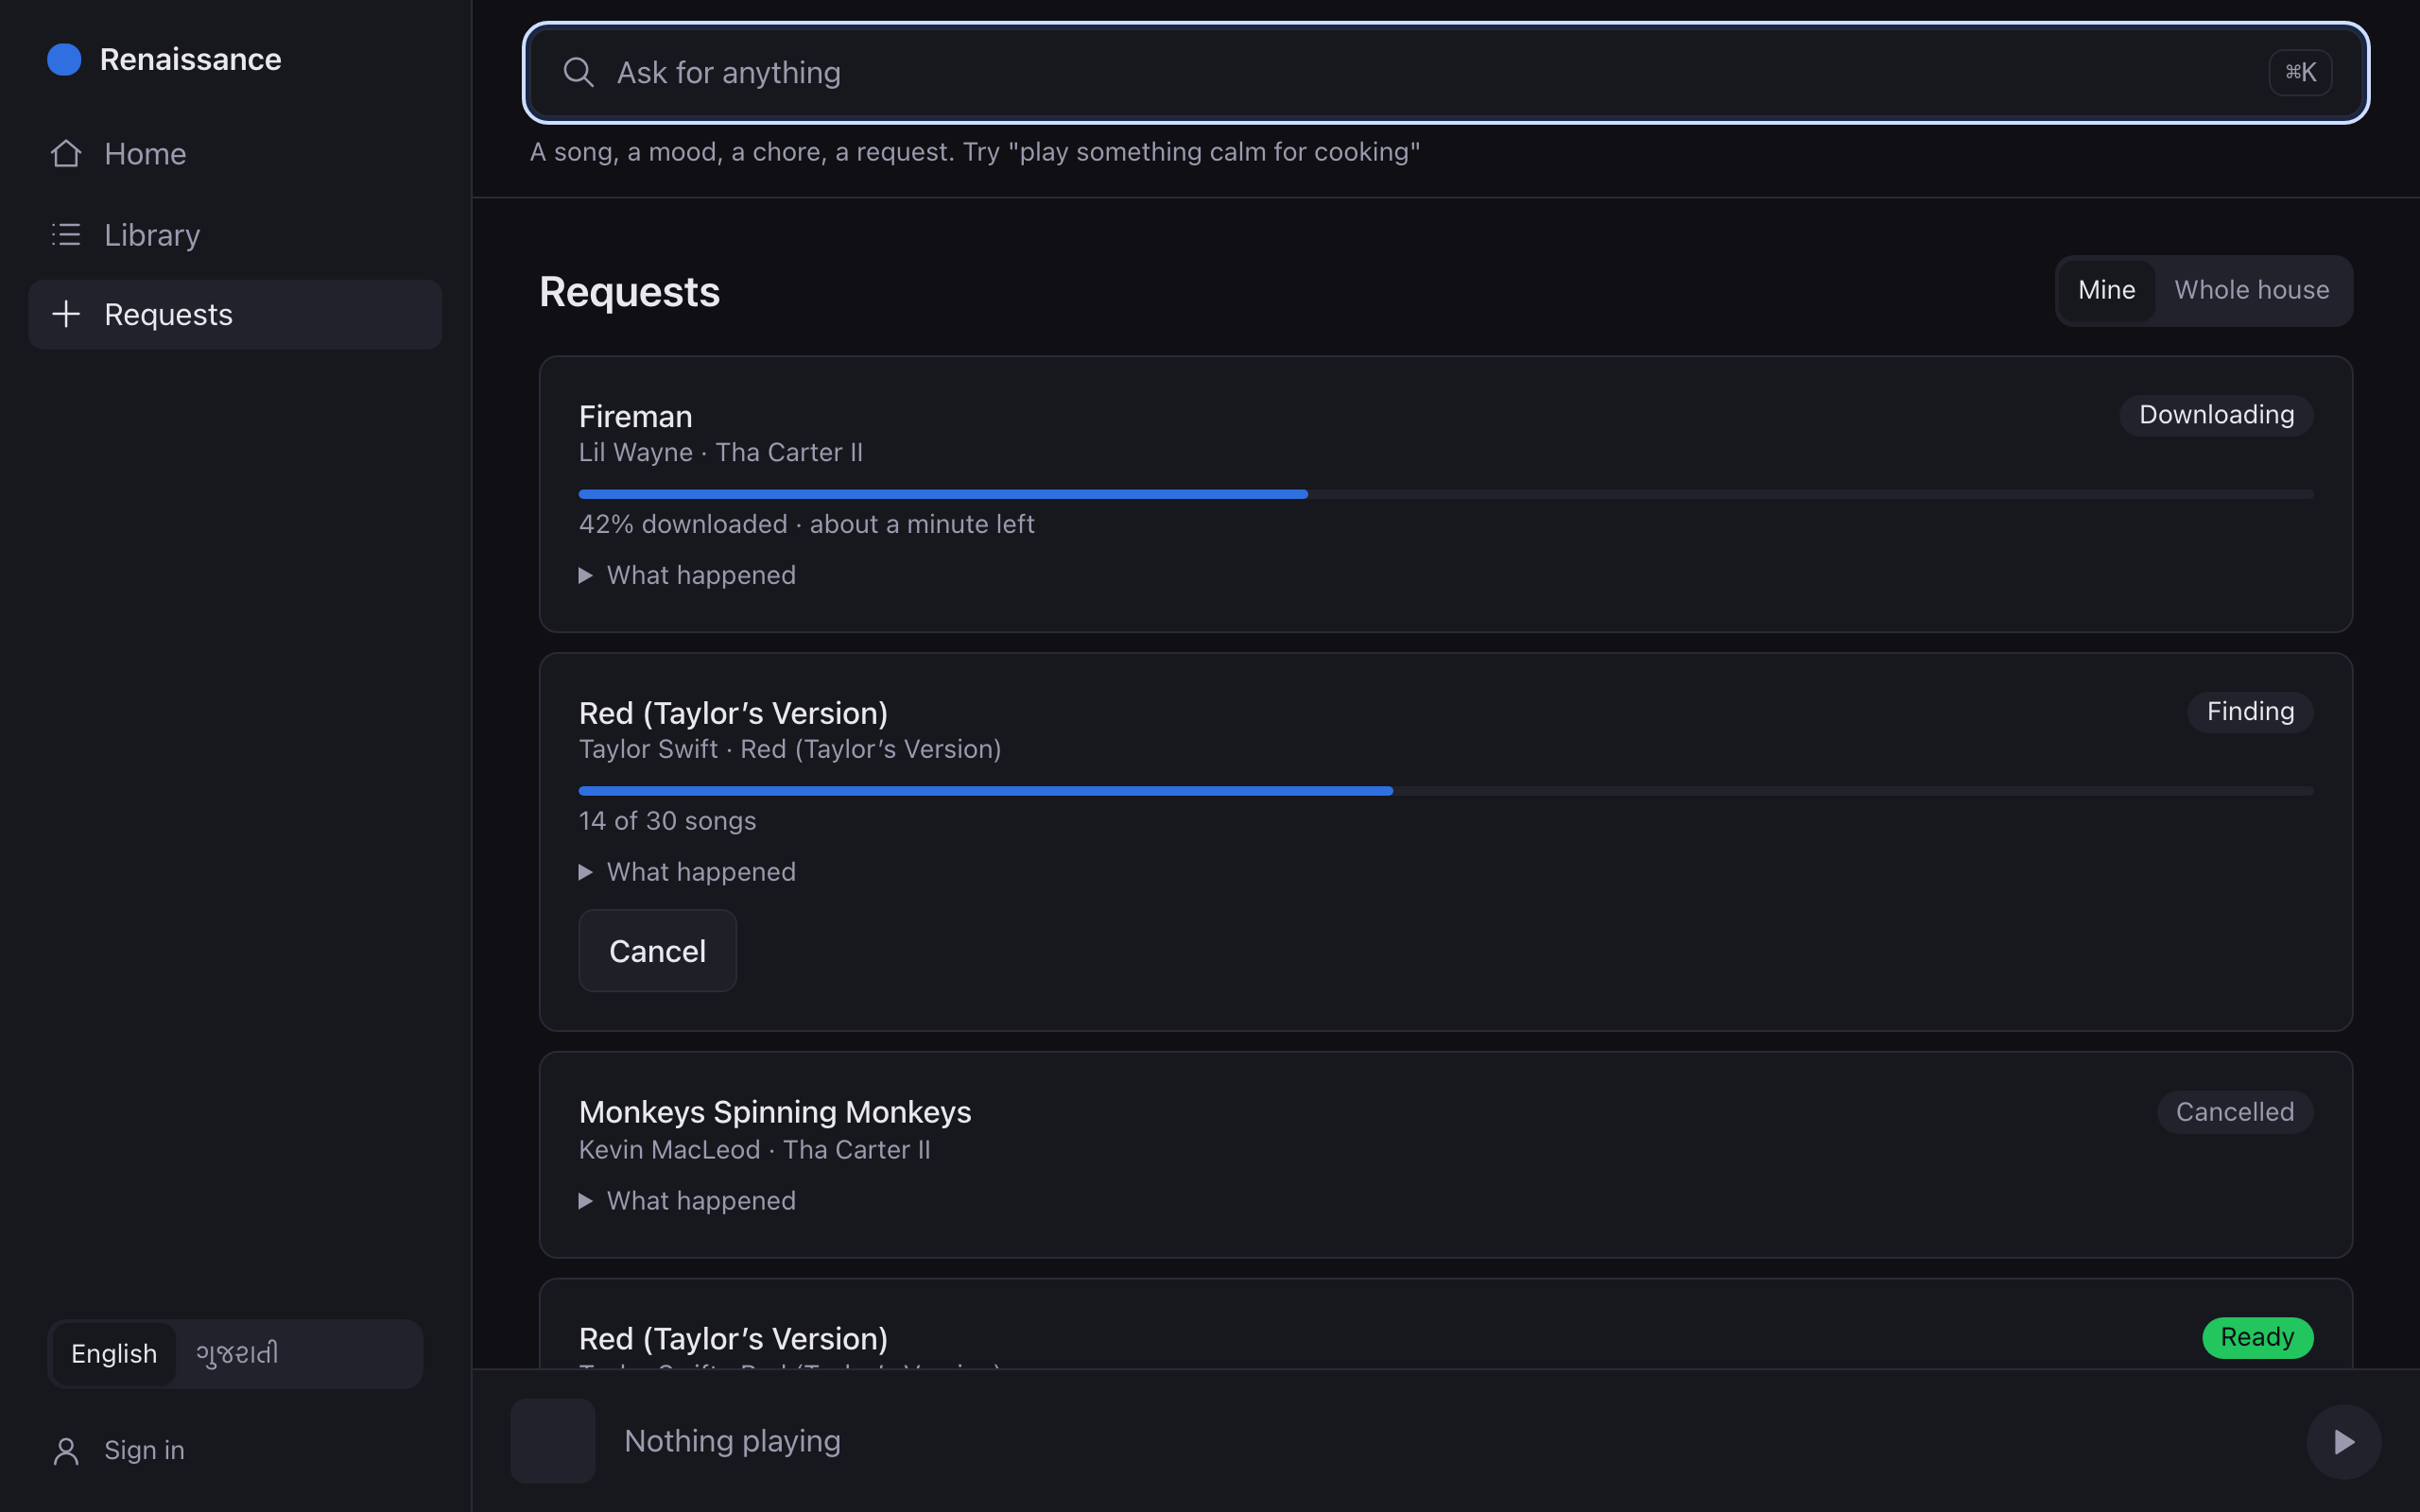 Renaissance
Home
Library
Requests
English ગુજરાતી
Sign in
Ask for anything ⌘K
A song, a mood, a chore, a request. Try "play something calm for cooking"
Requests
Mine Whole house
Fireman
Downloading
Lil Wayne · Tha Carter II
42% downloaded · about a minute left
▶ What happened
Red (Taylor’s Version)
Finding
Taylor Swift · Red (Taylor’s Version)
14 of 30 songs
▶ What happened
Cancel
Monkeys Spinning Monkeys
Cancelled
Kevin MacLeod · Tha Carter II
▶ What happened
Red (Taylor’s Version)
Ready
Nothing playing